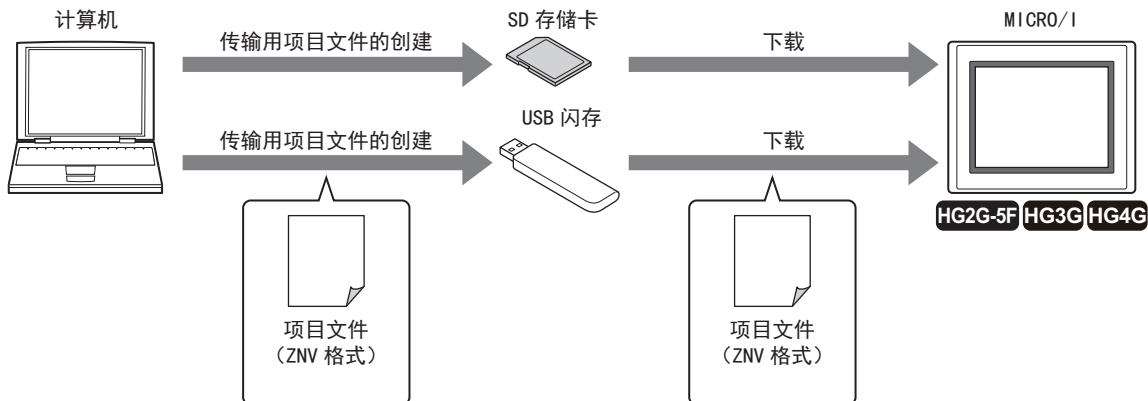 计算机
SD 存储卡
MICRO/I
传输用项目文件的创建
下载
USB 闪存
传输用项目文件的创建
下载
HG2G-5F HG3G HG4G
项目文件
（ZNV 格式）
项目文件
（ZNV 格式）